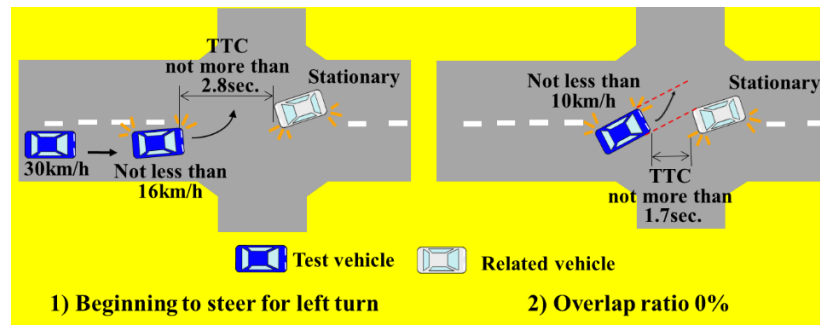 TTC
not more than
2.8sec.
Stationary
30km/h
Not less than
16km/h
Not less than
10km/h
Stationary
TTC
not more than
1.7sec.
Test vehicle
Related vehicle
1) Beginning to steer for left turn
2) Overlap ratio 0%